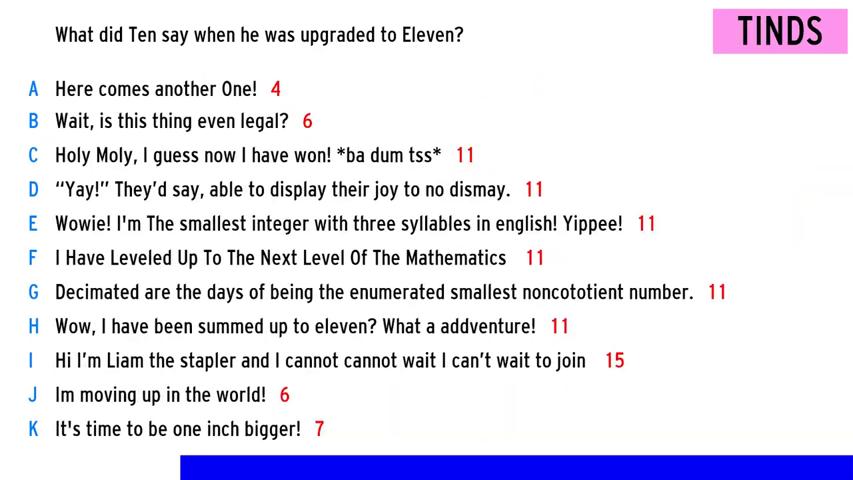 What did Ten say when he was upgraded to Eleven?
TINDS
A Here comes another One! 4
B Wait, is this thing even legal? 6
C Holy Moly, I guess now I have won! *ba dum tss* 11
D “Yay!” They’d say, able to display their joy to no dismay. 11
E Wowie! I'm The smallest integer with three syllables in english! Yippee! 11
F I Have Leveled Up To The Next Level Of The Mathematics 11
G Decimated are the days of being the enumerated smallest noncototient number. 11
H Wow, I have been summed up to eleven? What a addventure! 11
I Hi I’m Liam the stapler and I cannot cannot wait I can’t wait to join 15
J Im moving up in the world! 6
K It's time to be one inch bigger! 7